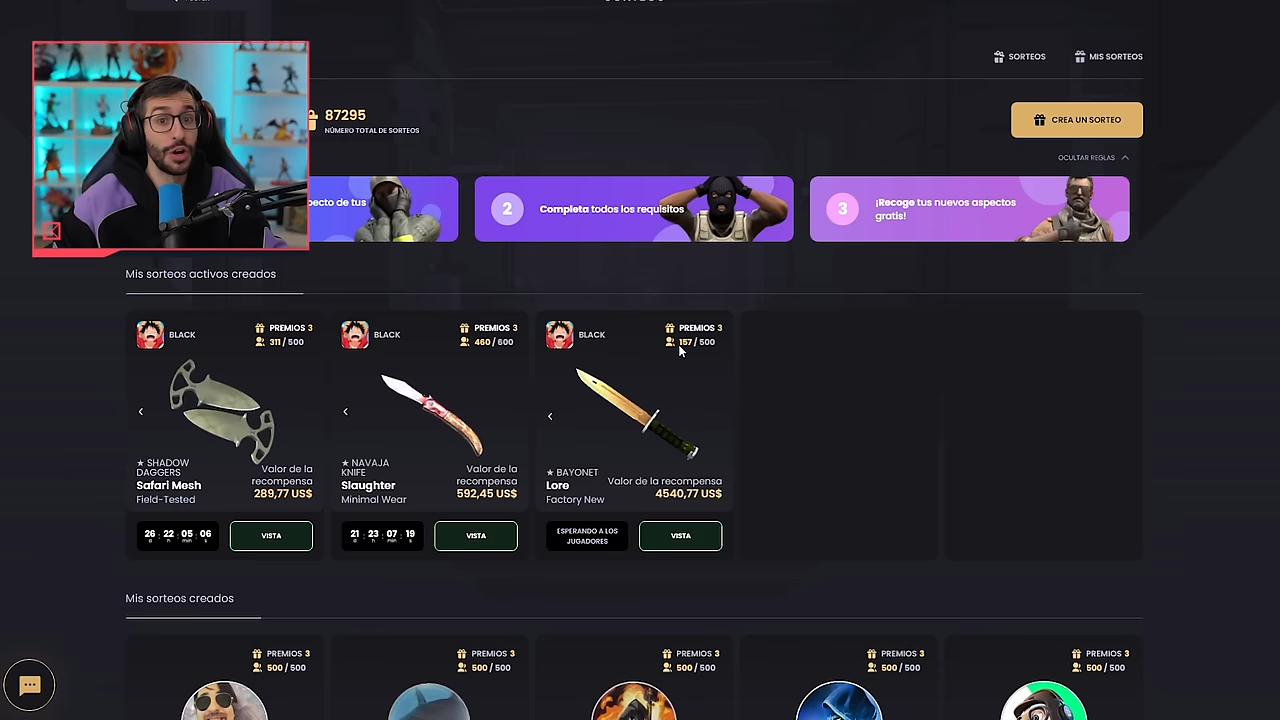 SORTEOS
MIS SORTEOS
87295
NÚMERO TOTAL DE SORTEOS
CREA UN SORTEO
OCULTAR REGLAS
pecto de tus
2
Completa todos los requisitos
3
¡Recoge tus nuevos aspectos
gratis!
Mis sorteos activos creados
BLACK
PREMIOS 3
311 / 500
★ SHADOW
DAGGERS
Safari Mesh
Field-Tested
Valor de la
recompensa
289,77 US$
26 : 22 : 05 : 06
d h min s
VISTA
BLACK
PREMIOS 3
460 / 600
★ NAVAJA
KNIFE
Slaughter
Minimal Wear
Valor de la
recompensa
592,45 US$
21 : 23 : 07 : 19
d h min s
VISTA
BLACK
PREMIOS 3
157 / 500
★ BAYONET
Lore
Factory New
Valor de la
recompensa
4540,77 US$
ESPERANDO A LOS
JUGADORES
VISTA
Mis sorteos creados
PREMIOS 3
500 / 500
PREMIOS 3
500 / 500
PREMIOS 3
500 / 500
PREMIOS 3
500 / 500
PREMIOS 3
500 / 500